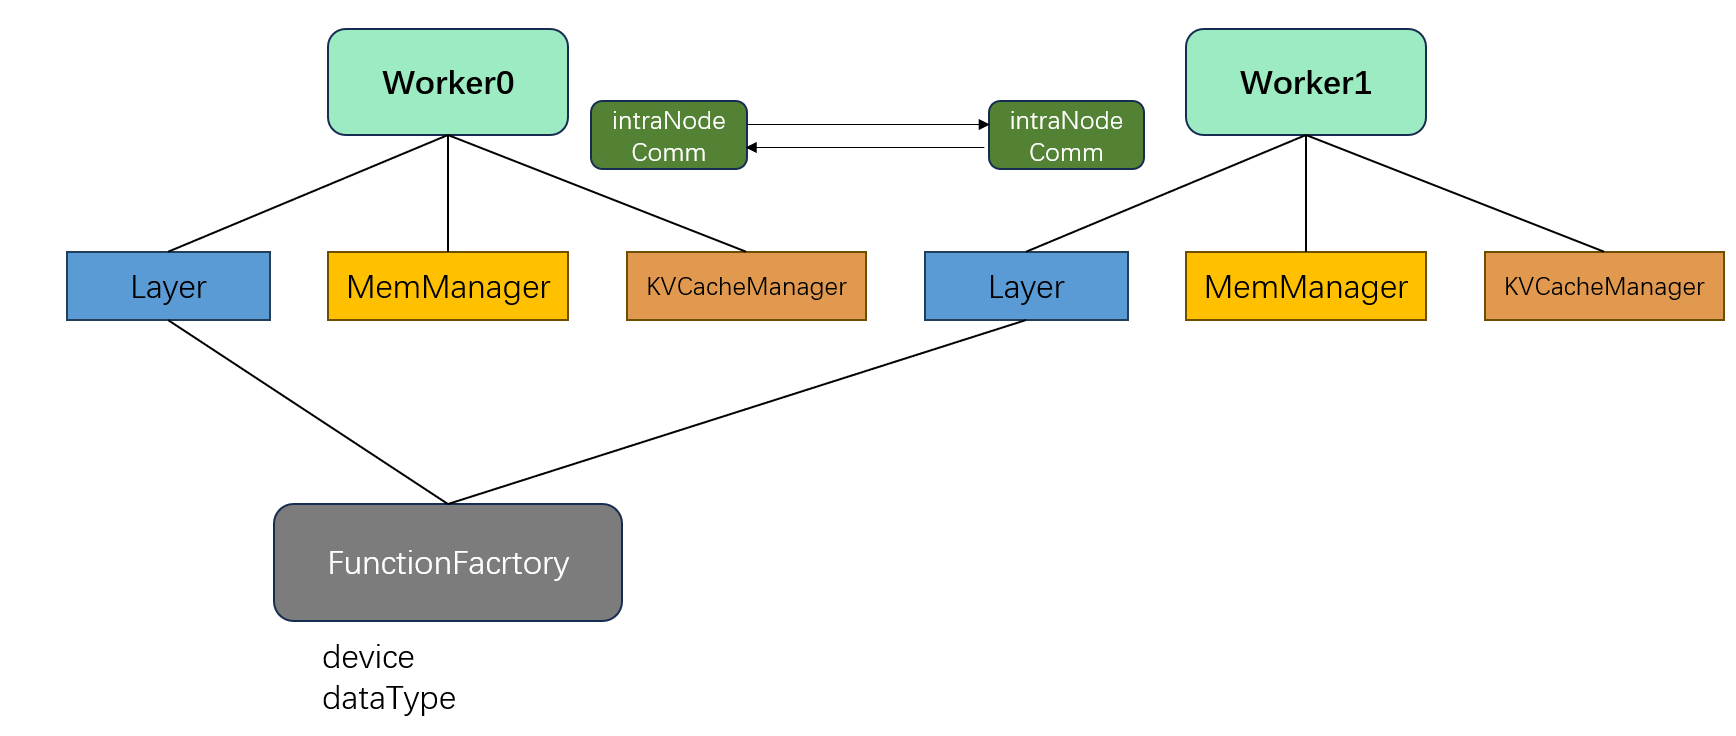 Worker0
Worker1
intraNode
Comm
intraNode
Comm
Layer
MemManager
KVCacheManager
Layer
MemManager
KVCacheManager
FunctionFacrtory
device
dataType